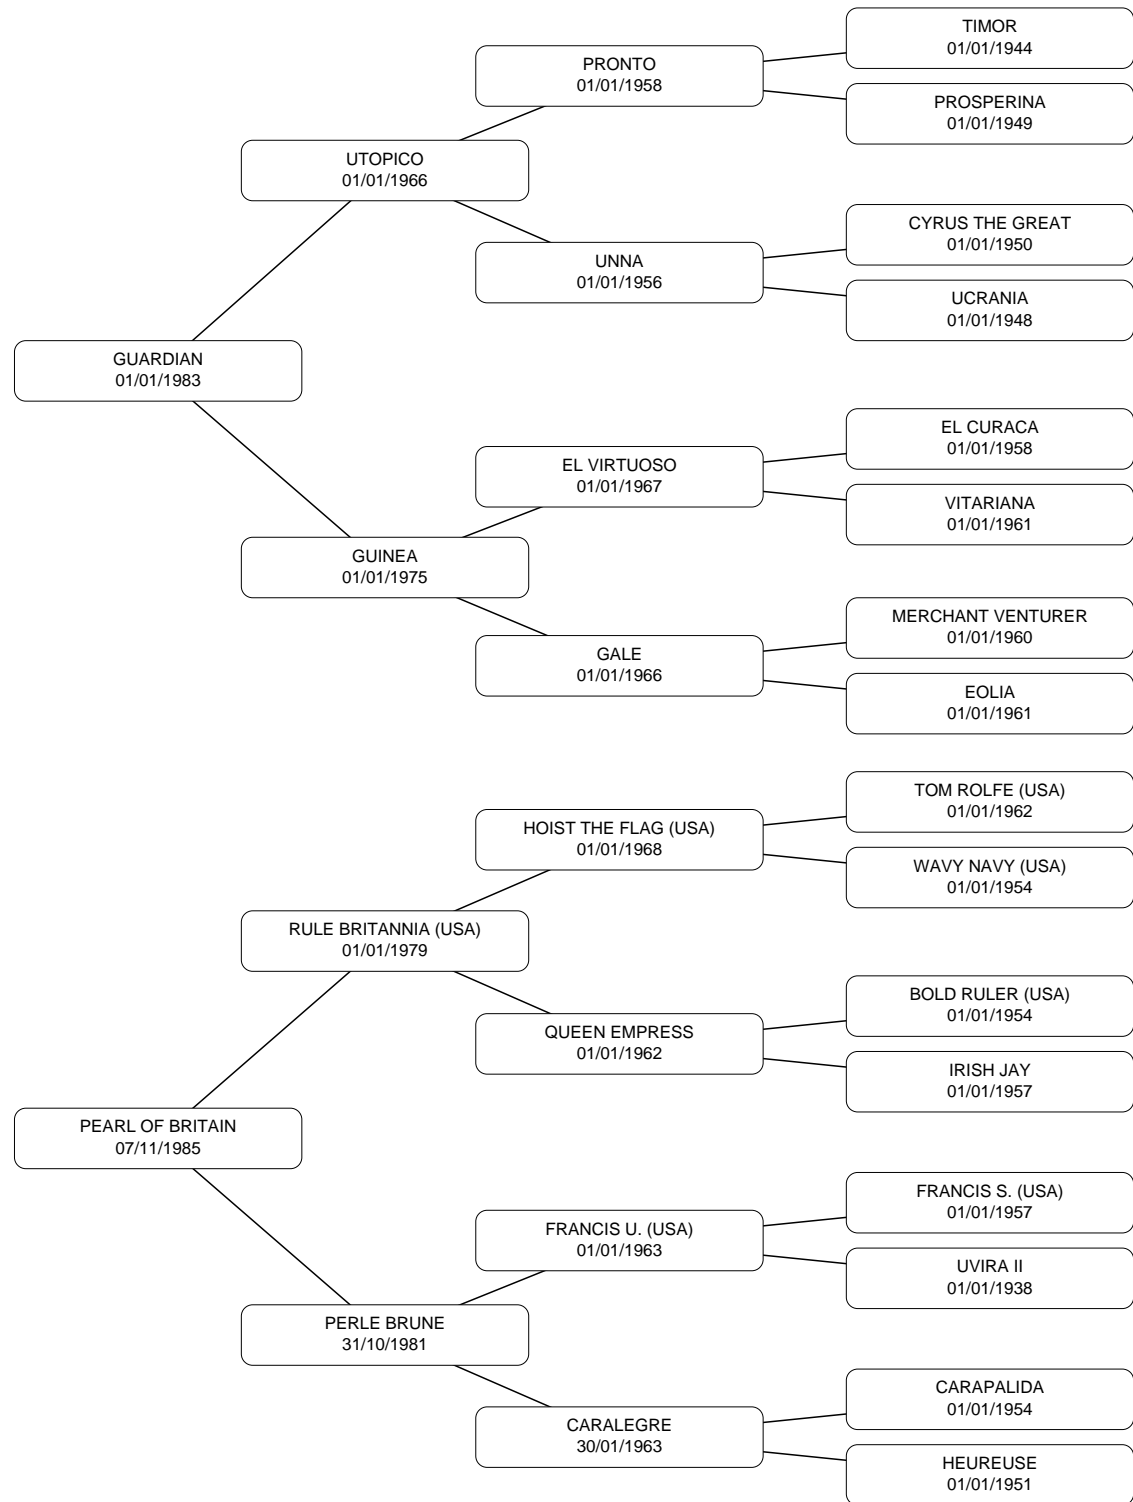 TIMOR
01/01/1944
PRONTO
01/01/1958
PROSPERINA
01/01/1949
UTOPICO
01/01/1966
CYRUS THE GREAT
01/01/1950
UNNA
01/01/1956
UCRANIA
01/01/1948
GUARDIAN
01/01/1983
EL CURACA
01/01/1958
EL VIRTUOSO
01/01/1967
VITARIANA
01/01/1961
GUINEA
01/01/1975
MERCHANT VENTURER
01/01/1960
GALE
01/01/1966
EOLIA
01/01/1961
TOM ROLFE (USA)
01/01/1962
HOIST THE FLAG (USA)
01/01/1968
WAVY NAVY (USA)
01/01/1954
RULE BRITANNIA (USA)
01/01/1979
BOLD RULER (USA)
01/01/1954
QUEEN EMPRESS
01/01/1962
IRISH JAY
01/01/1957
PEARL OF BRITAIN
07/11/1985
FRANCIS S. (USA)
01/01/1957
FRANCIS U. (USA)
01/01/1963
UVIRA II
01/01/1938
PERLE BRUNE
31/10/1981
CARAPALIDA
01/01/1954
CARALEGRE
30/01/1963
HEUREUSE
01/01/1951